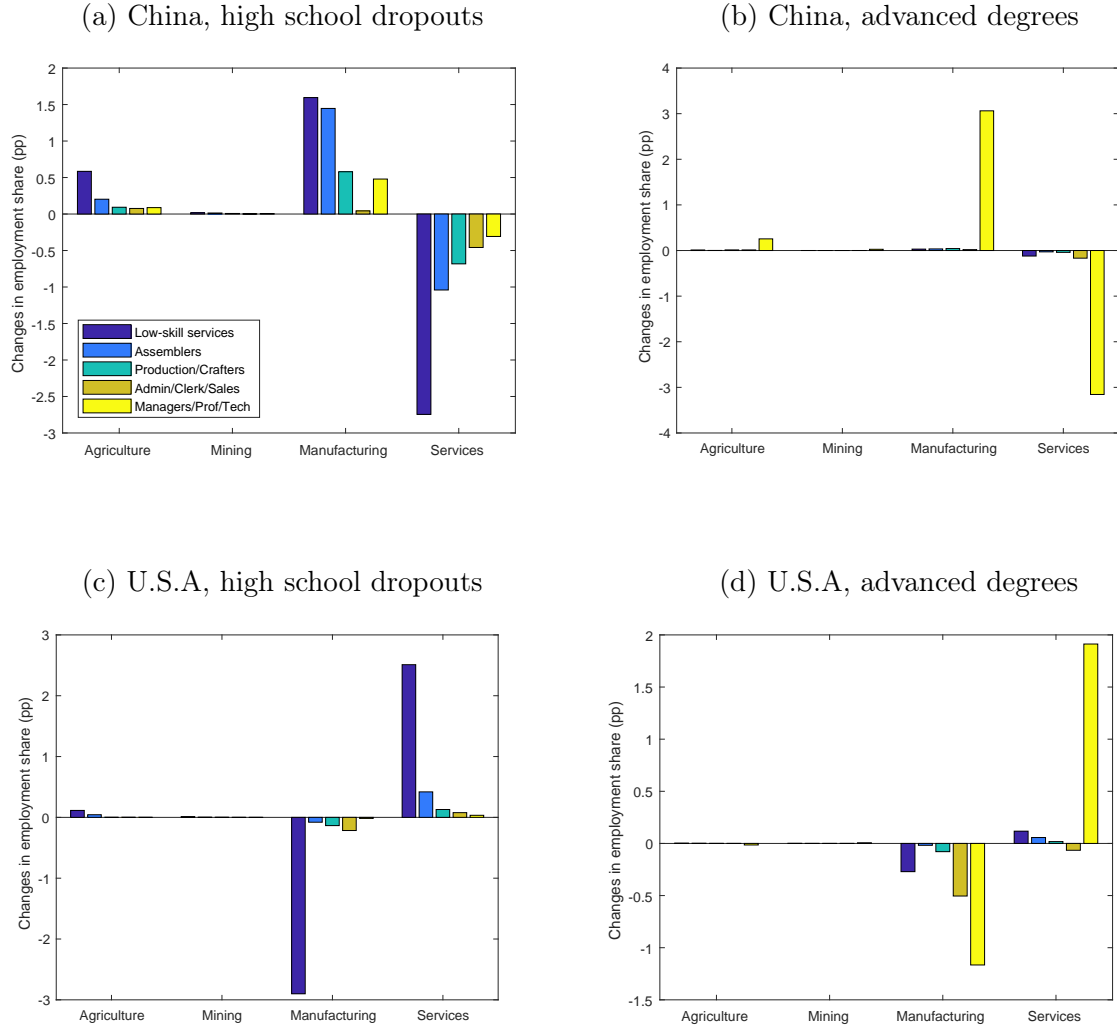 (a) China, high school dropouts
Changes in employment share (pp)
2
1.5
1
0.5
0
-0.5
-1
-1.5
-2
-2.5
-3
Low-skill services
Assemblers
Production/Crafters
Admin/Clerk/Sales
Managers/Prof/Tech
Agriculture Mining Manufacturing Services
(b) China, advanced degrees
Changes in employment share (pp)
4
3
2
1
0
-1
-2
-3
-4
Agriculture Mining Manufacturing Services
(c) U.S.A, high school dropouts
Changes in employment share (pp)
3
2
1
0
-1
-2
-3
Agriculture Mining Manufacturing Services
(d) U.S.A, advanced degrees
Changes in employment share (pp)
2
1.5
1
0.5
0
-0.5
-1
-1.5
Agriculture Mining Manufacturing Services